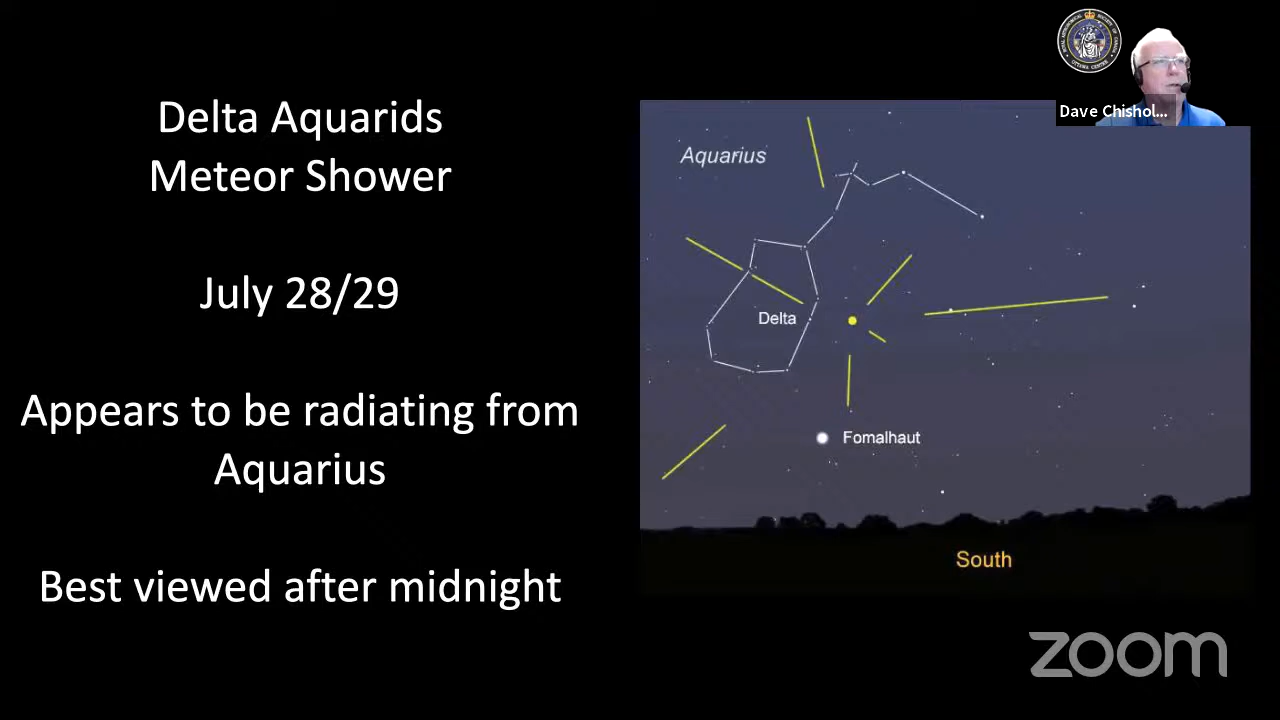 Delta Aquarids
Meteor Shower
July 28/29
Appears to be radiating from
Aquarius
Best viewed after midnight
Aquarius
Delta
Fomalhaut
South
Dave Chishol...
zoom